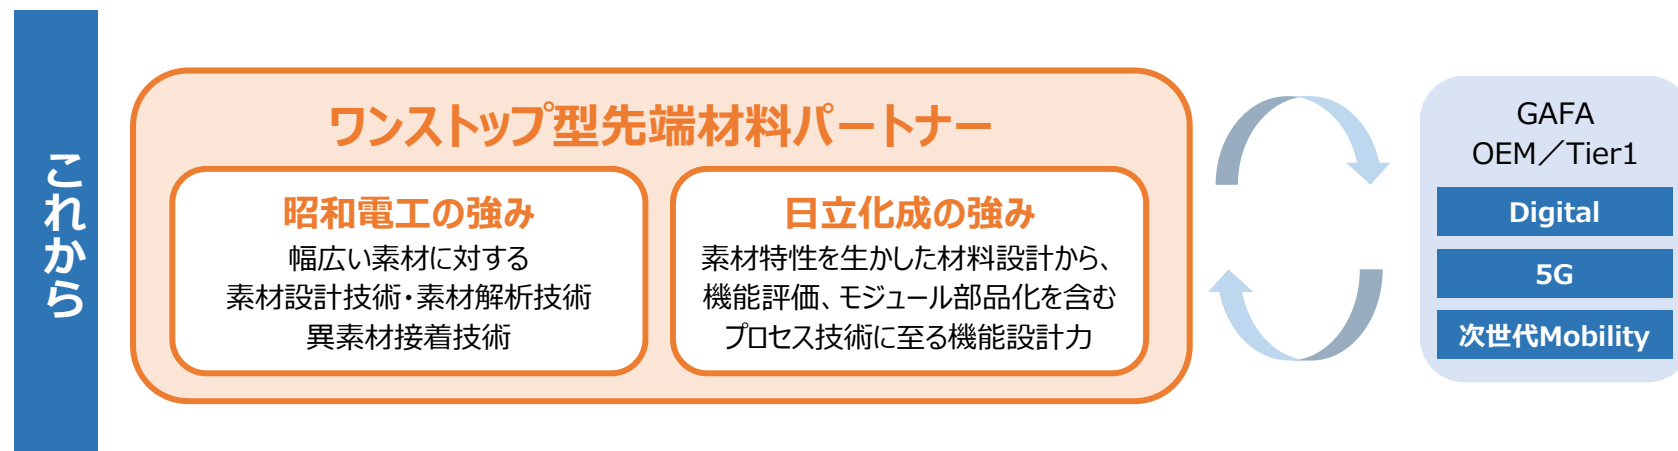 これから
ワンストップ型先端材料パートナー
昭和電工の強み
幅広い素材に対する
素材設計技術・素材解析技術
異素材接着技術
日立化成の強み
素材特性を生かした材料設計から、
機能評価、モジュール部品化を含む
プロセス技術に至る機能設計力
GAFA
OEM／Tier1
Digital
5G
次世代Mobility